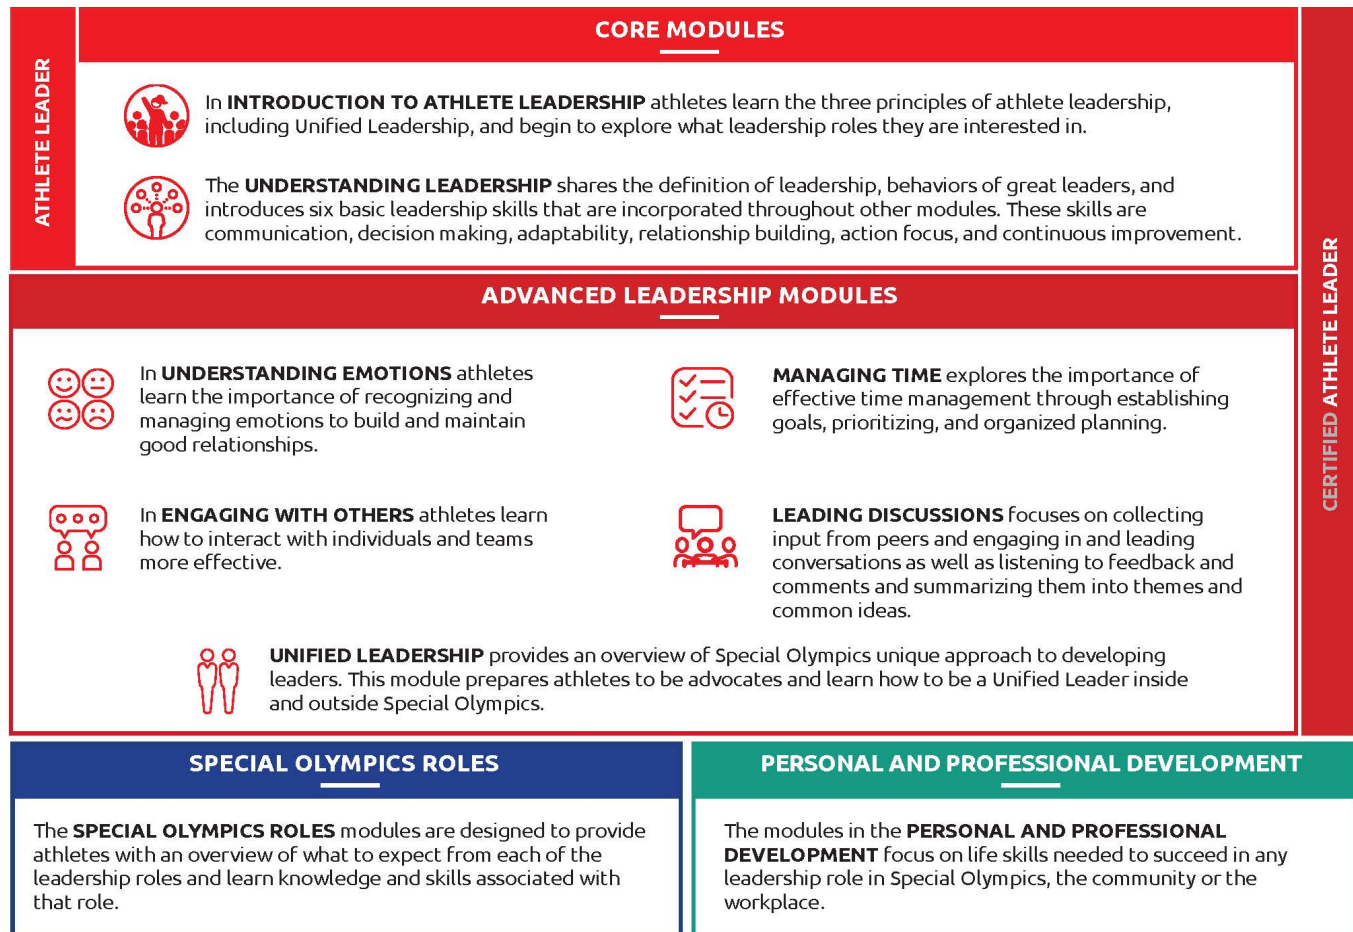 ATHLETE LEADER
CORE MODULES
In INTRODUCTION TO ATHLETE LEADERSHIP athletes learn the three principles of athlete leadership,
including Unified Leadership, and begin to explore what leadership roles they are interested in.
The UNDERSTANDING LEADERSHIP shares the definition of leadership, behaviors of great leaders, and
introduces six basic leadership skills that are incorporated throughout other modules. These skills are
communication, decision making, adaptability, relationship building, action focus, and continuous improvement.
CERTIFIED ATHLETE LEADER
ADVANCED LEADERSHIP MODULES
In UNDERSTANDING EMOTIONS athletes
learn the importance of recognizing and
managing emotions to build and maintain
good relationships.
MANAGING TIME explores the importance of
effective time management through establishing
goals, prioritizing, and organized planning.
In ENGAGING WITH OTHERS athletes learn
how to interact with individuals and teams
more effective.
LEADING DISCUSSIONS focuses on collecting
input from peers and engaging in and leading
conversations as well as listening to feedback and
comments and summarizing them into themes and
common ideas.
UNIFIED LEADERSHIP provides an overview of Special Olympics unique approach to developing
leaders. This module prepares athletes to be advocates and learn how to be a Unified Leader inside
and outside Special Olympics.
SPECIAL OLYMPICS ROLES
The SPECIAL OLYMPICS ROLES modules are designed to provide
athletes with an overview of what to expect from each of the
leadership roles and learn knowledge and skills associated with
that role.
PERSONAL AND PROFESSIONAL DEVELOPMENT
The modules in the PERSONAL AND PROFESSIONAL
DEVELOPMENT focus on life skills needed to succeed in any
leadership role in Special Olympics, the community or the
workplace.